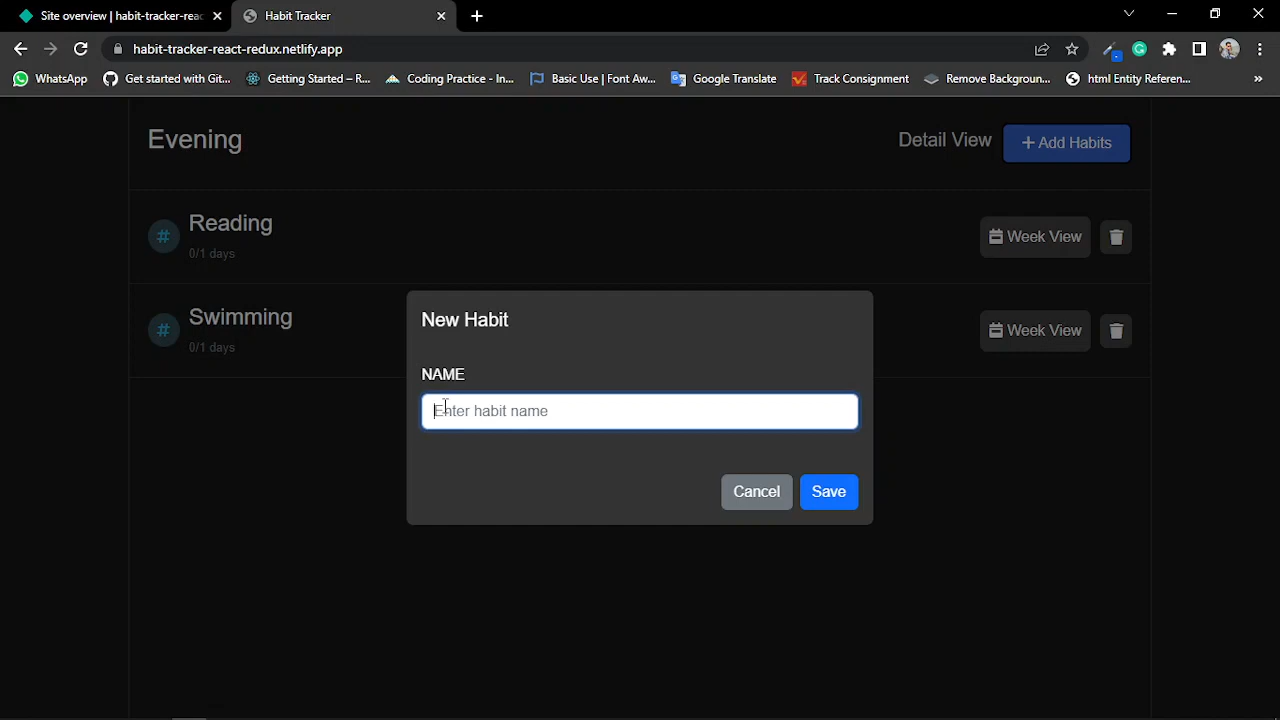 Site overview | habit-tracker-reac
Habit Tracker
habit-tracker-react-redux.netlify.app
WhatsApp
Get started with Git...
Getting Started – R...
Coding Practice - In...
Basic Use | Font Aw...
Google Translate
Track Consignment
Remove Backgroun...
html Entity Referen...
»
Evening
Detail View
+ Add Habits
# Reading
0/1 days
Week View
# Swimming
0/1 days
Week View
New Habit
NAME
Enter habit name
Cancel
Save